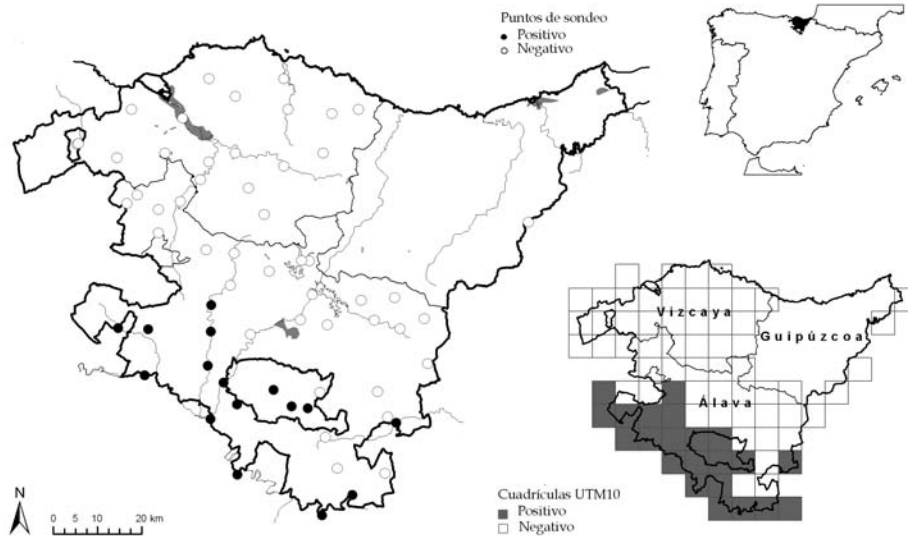 Puntos de sondeo
Positivo
Negativo
Vizcaya
Guipúzcoa
Álava
N
0 5 10 20 km
Cuadrículas UTM10
Positivo
Negativo